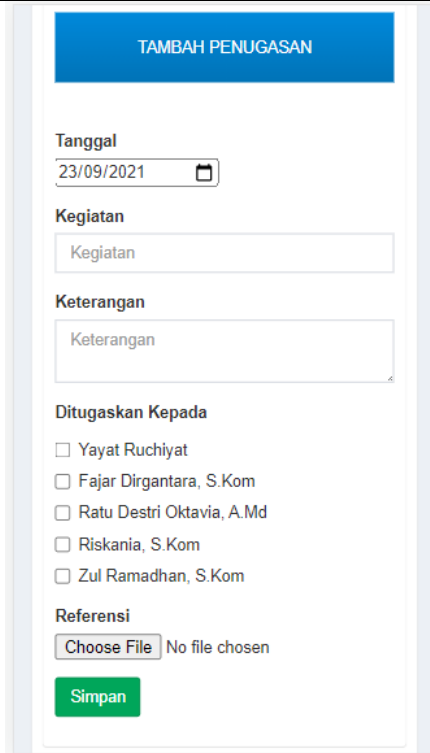 TAMBAH PENUGASAN
Tanggal
23/09/2021
Kegiatan
Kegiatan
Keterangan
Keterangan
Ditugaskan Kepada
Yayat Ruchiyat
Fajar Dirgantara, S.Kom
Ratu Destri Oktavia, A.Md
Riskania, S.Kom
Zul Ramadhan, S.Kom
Referensi
Choose File No file chosen
Simpan